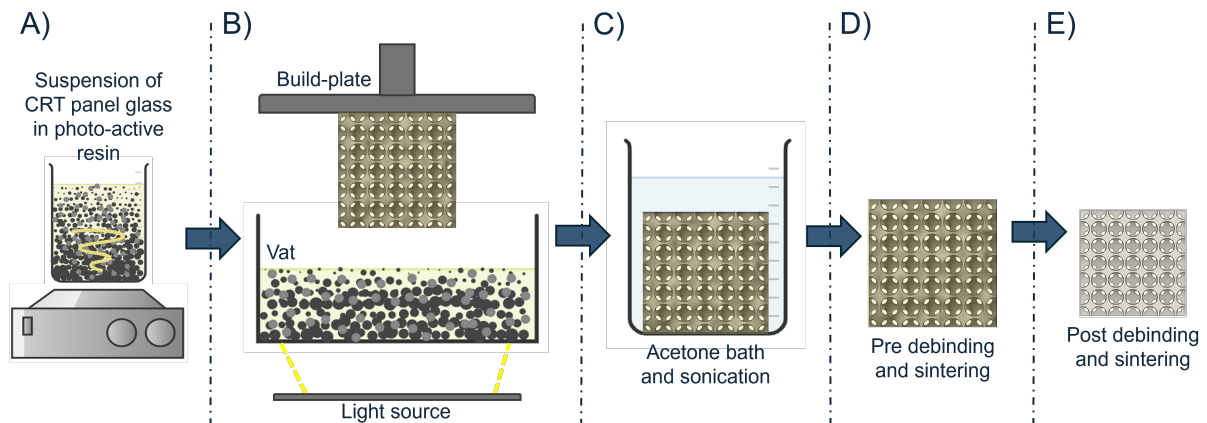 A)
Suspension of
CRT panel glass
in photo-active
resin
B)
Build-plate
Vat
Light source
C)
Acetone bath
and sonication
D)
Pre debinding
and sintering
E)
Post debinding
and sintering